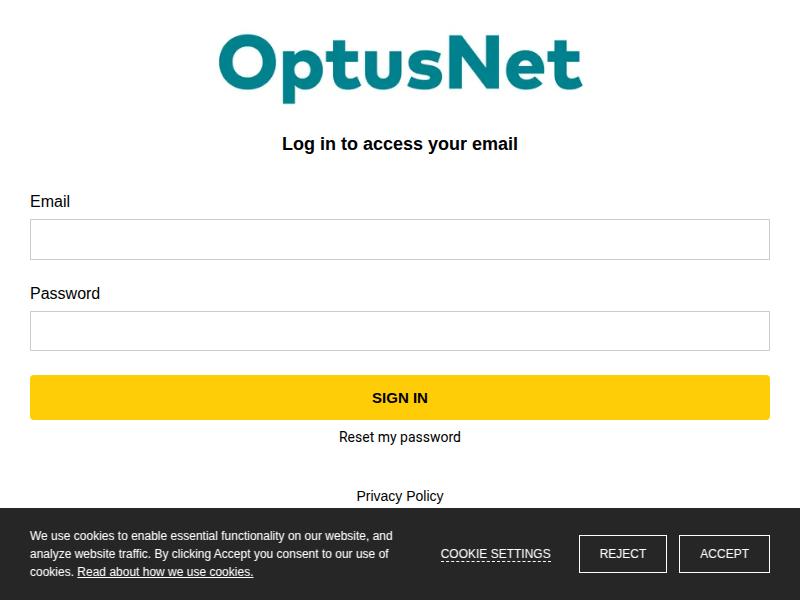 OptusNet
Log in to access your email
Email
Password
SIGN IN
Reset my password
Privacy Policy
We use cookies to enable essential functionality on our website, and
analyze website traffic. By clicking Accept you consent to our use of
cookies. Read about how we use cookies.
COOKIE SETTINGS
REJECT
ACCEPT